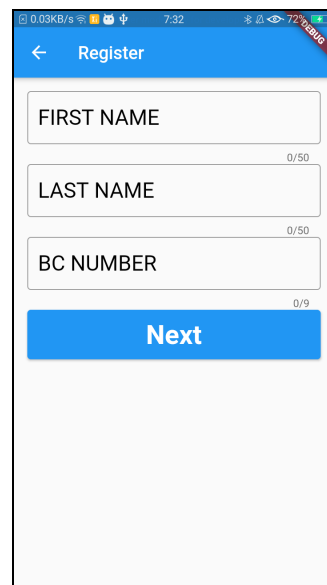 0.03KB/s 7:32 72%
DEBUG
Register
FIRST NAME
0/50
LAST NAME
0/50
BC NUMBER
0/9
Next